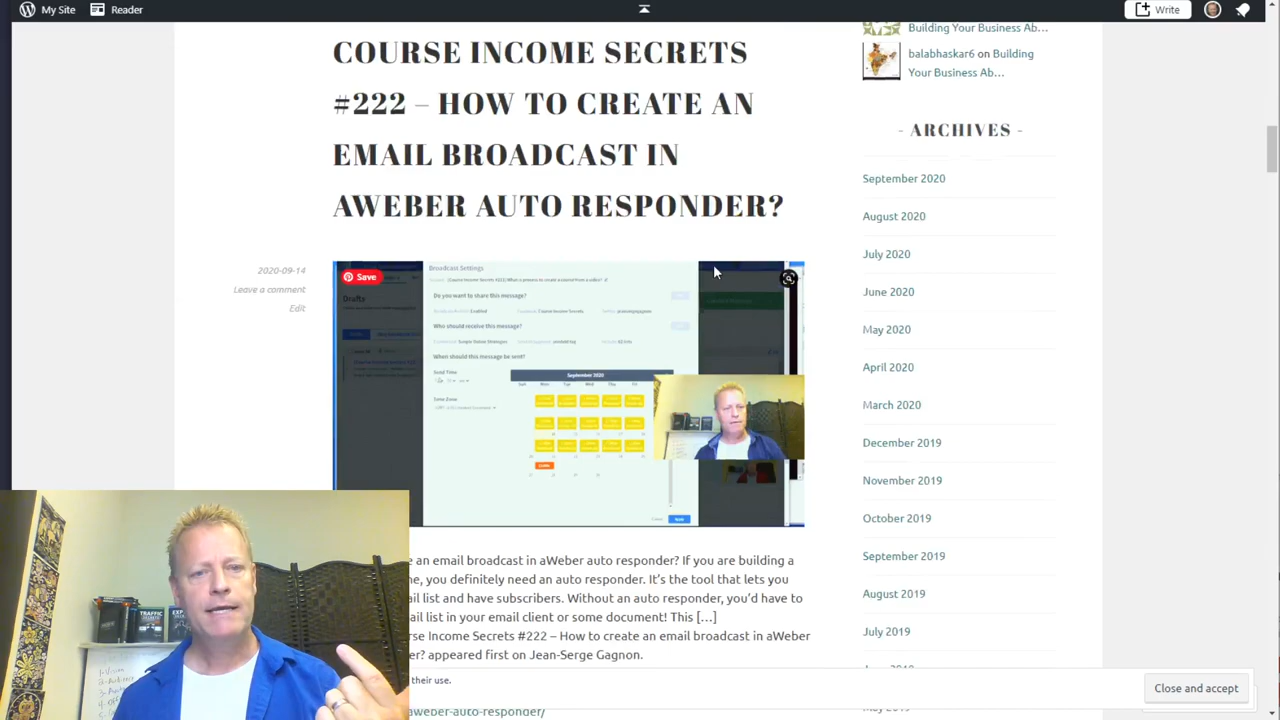 My Site
Reader
Write
COURSE INCOME SECRETS
#222 – HOW TO CREATE AN
EMAIL BROADCAST IN
AWEBER AUTO RESPONDER?
2020-09-14
Leave a comment
Edit
Save
Broadcast Settings
Drafts
Do you want to share this message?
Who should receive this message?
When should this message be sent?
Send Time
September 2020
Time Zone
e an email broadcast in aWeber auto responder? If you are building a
ne, you definitely need an auto responder. It's the tool that lets you
ail list and have subscribers. Without an auto responder, you'd have to
ail list in your email client or some document! This […]
rse Income Secrets #222 – How to create an email broadcast in aWeber
er? appeared first on Jean-Serge Gagnon.
their use.
aweber-auto-responder/
Building Your Business Ab…
balabhaskar6 on Building
Your Business Ab…
- ARCHIVES -
September 2020
August 2020
July 2020
June 2020
May 2020
April 2020
March 2020
December 2019
November 2019
October 2019
September 2019
August 2019
July 2019
Close and accept
TRAFFIC